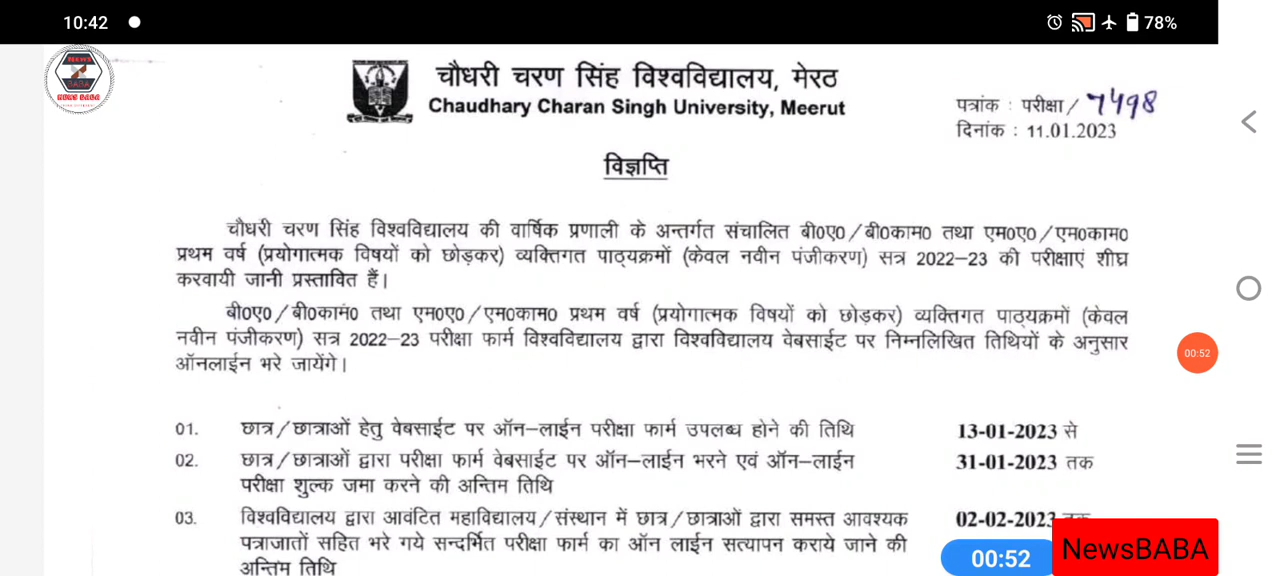 10:42
78%
NEWS
BABA
NEWS BABA
चौधरी चरण सिंह विश्वविद्यालय, मेरठ
Chaudhary Charan Singh University, Meerut
पत्रांक : परीक्षा / 7498
दिनांक : 11.01.2023
विज्ञप्ति
चौधरी चरण सिंह विश्वविद्यालय की वार्षिक प्रणाली के अन्तर्गत संचालित बी0ए0/बी0काम0 तथा एम0ए0/एम0काम0
प्रथम वर्ष (प्रयोगात्मक विषयों को छोड़कर) व्यक्तिगत पाठ्यक्रमों (केवल नवीन पंजीकरण) सत्र 2022–23 की परीक्षाएं शीघ्र
करवायी जानी प्रस्तावित हैं।
बी0ए0/बी0काम0 तथा एम0ए0/एम0काम0 प्रथम वर्ष (प्रयोगात्मक विषयों को छोड़कर) व्यक्तिगत पाठ्यक्रमों (केवल
नवीन पंजीकरण) सत्र 2022–23 परीक्षा फार्म विश्वविद्यालय द्वारा विश्वविद्यालय वेबसाईट पर निम्नलिखित तिथियों के अनुसार
ऑनलाईन भरे जायेंगे।
00:52
01. छात्र/छात्राओं हेतु वेबसाईट पर ऑन–लाईन परीक्षा फार्म उपलब्ध होने की तिथि 13-01-2023 से
02. छात्र/छात्राओं द्वारा परीक्षा फार्म वेबसाईट पर ऑन–लाईन भरने एवं ऑन–लाईन 31-01-2023 तक
परीक्षा शुल्क जमा करने की अन्तिम तिथि
03. विश्वविद्यालय द्वारा आवंटित महाविद्यालय/संस्थान में छात्र/छात्राओं द्वारा समस्त आवश्यक 02-02-2023 तक
पत्राजातों सहित भरे गये सन्दर्भित परीक्षा फार्म का ऑन लाईन सत्यापन कराये जाने की
अन्तिम तिथि
00:52
NewsBABA